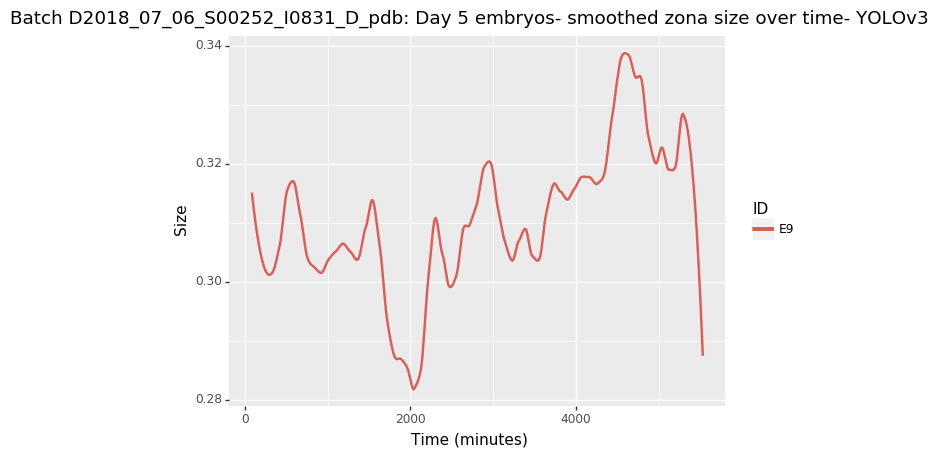 Batch D2018_07_06_S00252_I0831_D_pdb: Day 5 embryos- smoothed zona size over time- YOLOv3
0.34
0.32
0.30
0.28
Size
0
2000
4000
Time (minutes)
ID
E9